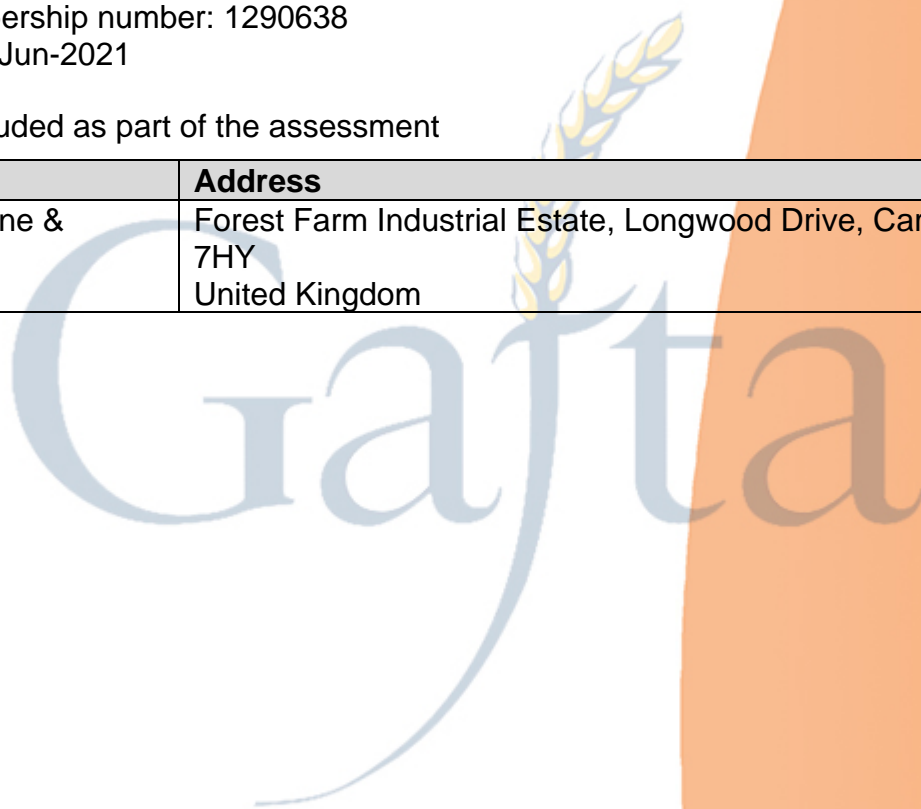 ership number: 1290638
Jun-2021
uded as part of the assessment
Address
ne &
Forest Farm Industrial Estate, Longwood Drive, Car
7HY
United Kingdom
Gafta